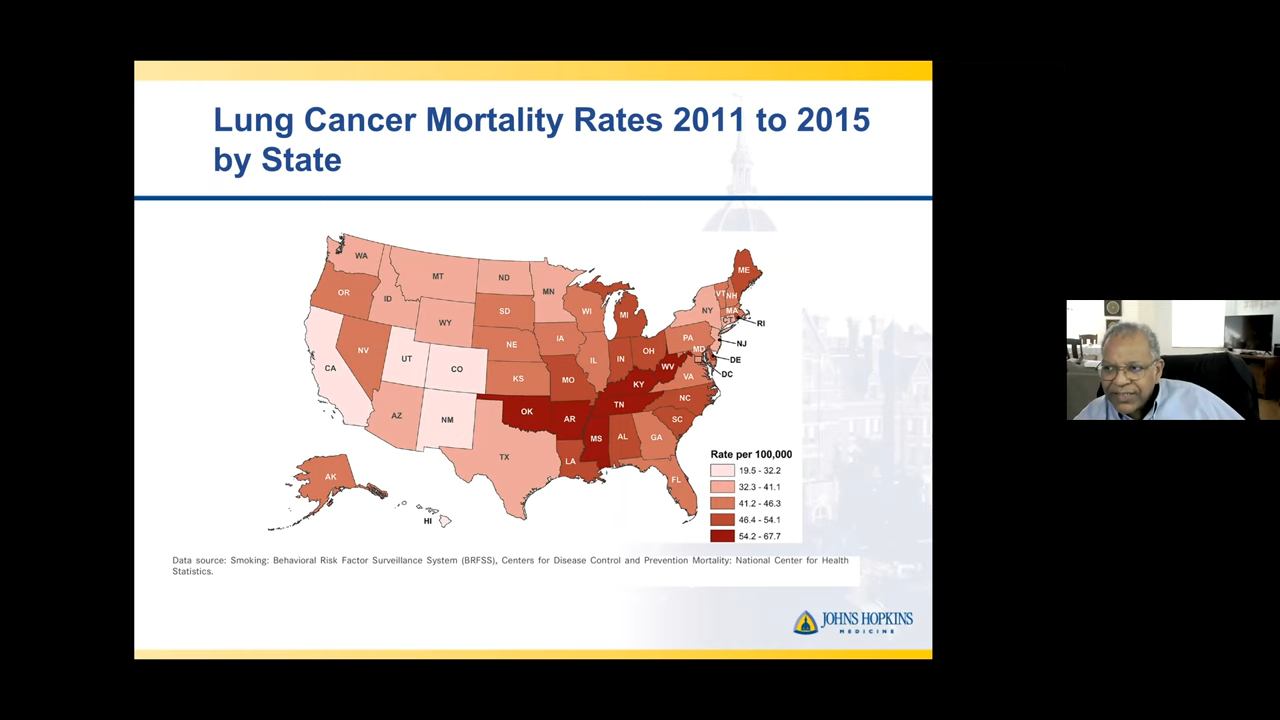 Lung Cancer Mortality Rates 2011 to 2015
by State
WA
MT
ND
MN
ME
OR
ID
WY
SD
WI
MI
VT
NH
NY
MA
CT
RI
NV
UT
CO
NE
IA
IL
IN
OH
PA
NJ
MD
DE
DC
CA
KS
MO
KY
WV
VA
AZ
NM
OK
AR
TN
NC
SC
TX
LA
MS
AL
GA
FL
AK
HI
Rate per 100,000
19.5 - 32.2
32.3 - 41.1
41.2 - 46.3
46.4 - 54.1
54.2 - 67.7
Data source: Smoking: Behavioral Risk Factor Surveillance System (BRFSS), Centers for Disease Control and Prevention Mortality: National Center for Health
Statistics.
JOHNS HOPKINS
MEDICINE